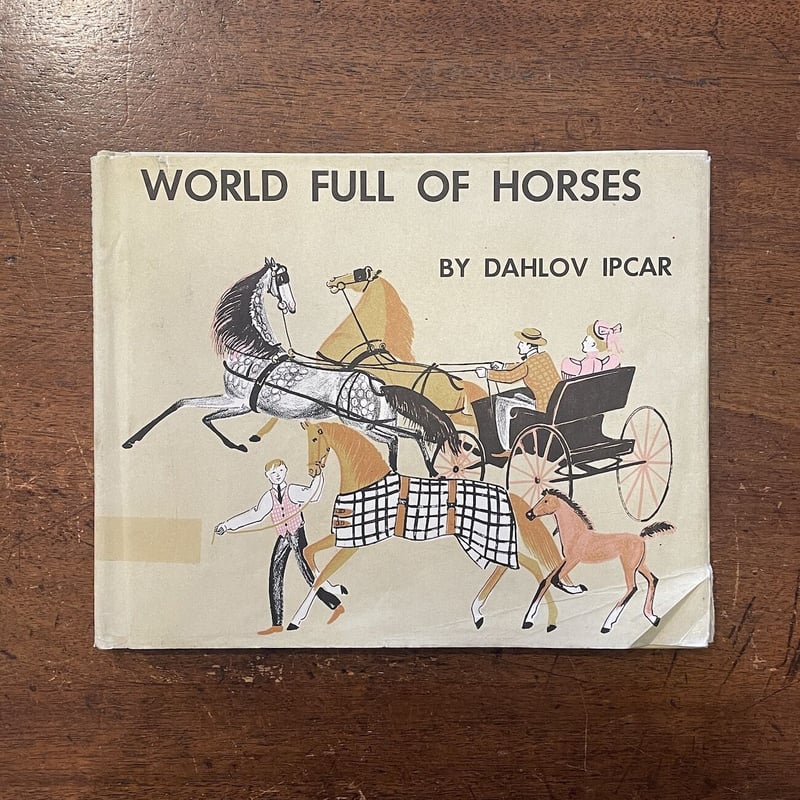 WORLD FULL OF HORSES
BY DAHLOV IPCAR